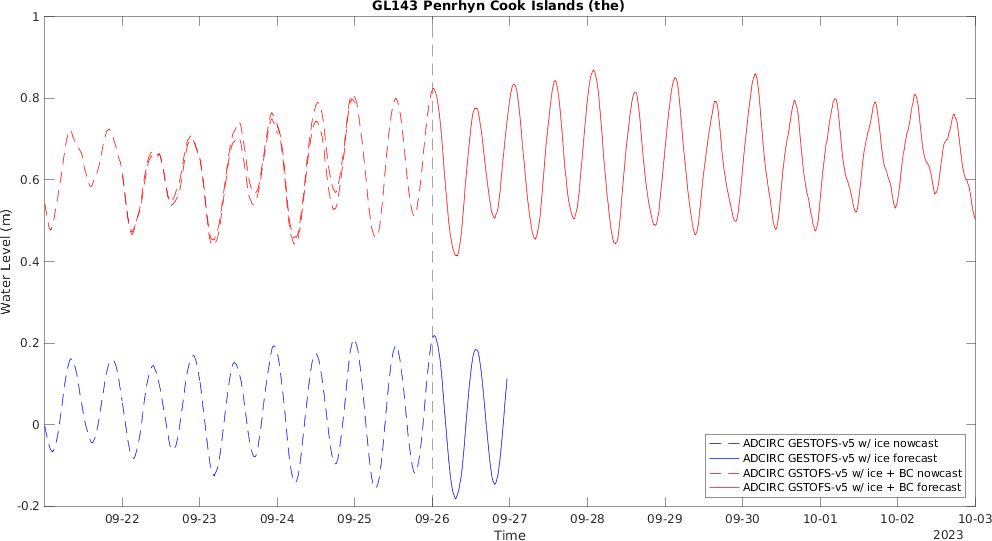 GL143 Penrhyn Cook Islands (the)
1
0.8
0.6
0.4
0.2
0
-0.2
Water Level (m)
ADCIRC GESTOFS-v5 w/ ice nowcast
ADCIRC GESTOFS-v5 w/ ice forecast
ADCIRC GSTOFS-v5 w/ ice + BC nowcast
ADCIRC GSTOFS-v5 w/ ice + BC forecast
09-22 09-23 09-24 09-25 09-26 09-27 09-28 09-29 09-30 10-01 10-02 10-03
Time
2023